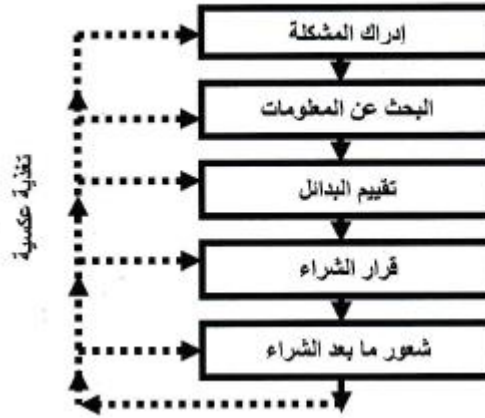 إدراك المشكلة
البحث عن المعلومات
تقييم البدائل
قرار الشراء
شعور ما بعد الشراء
تغذية عكسية